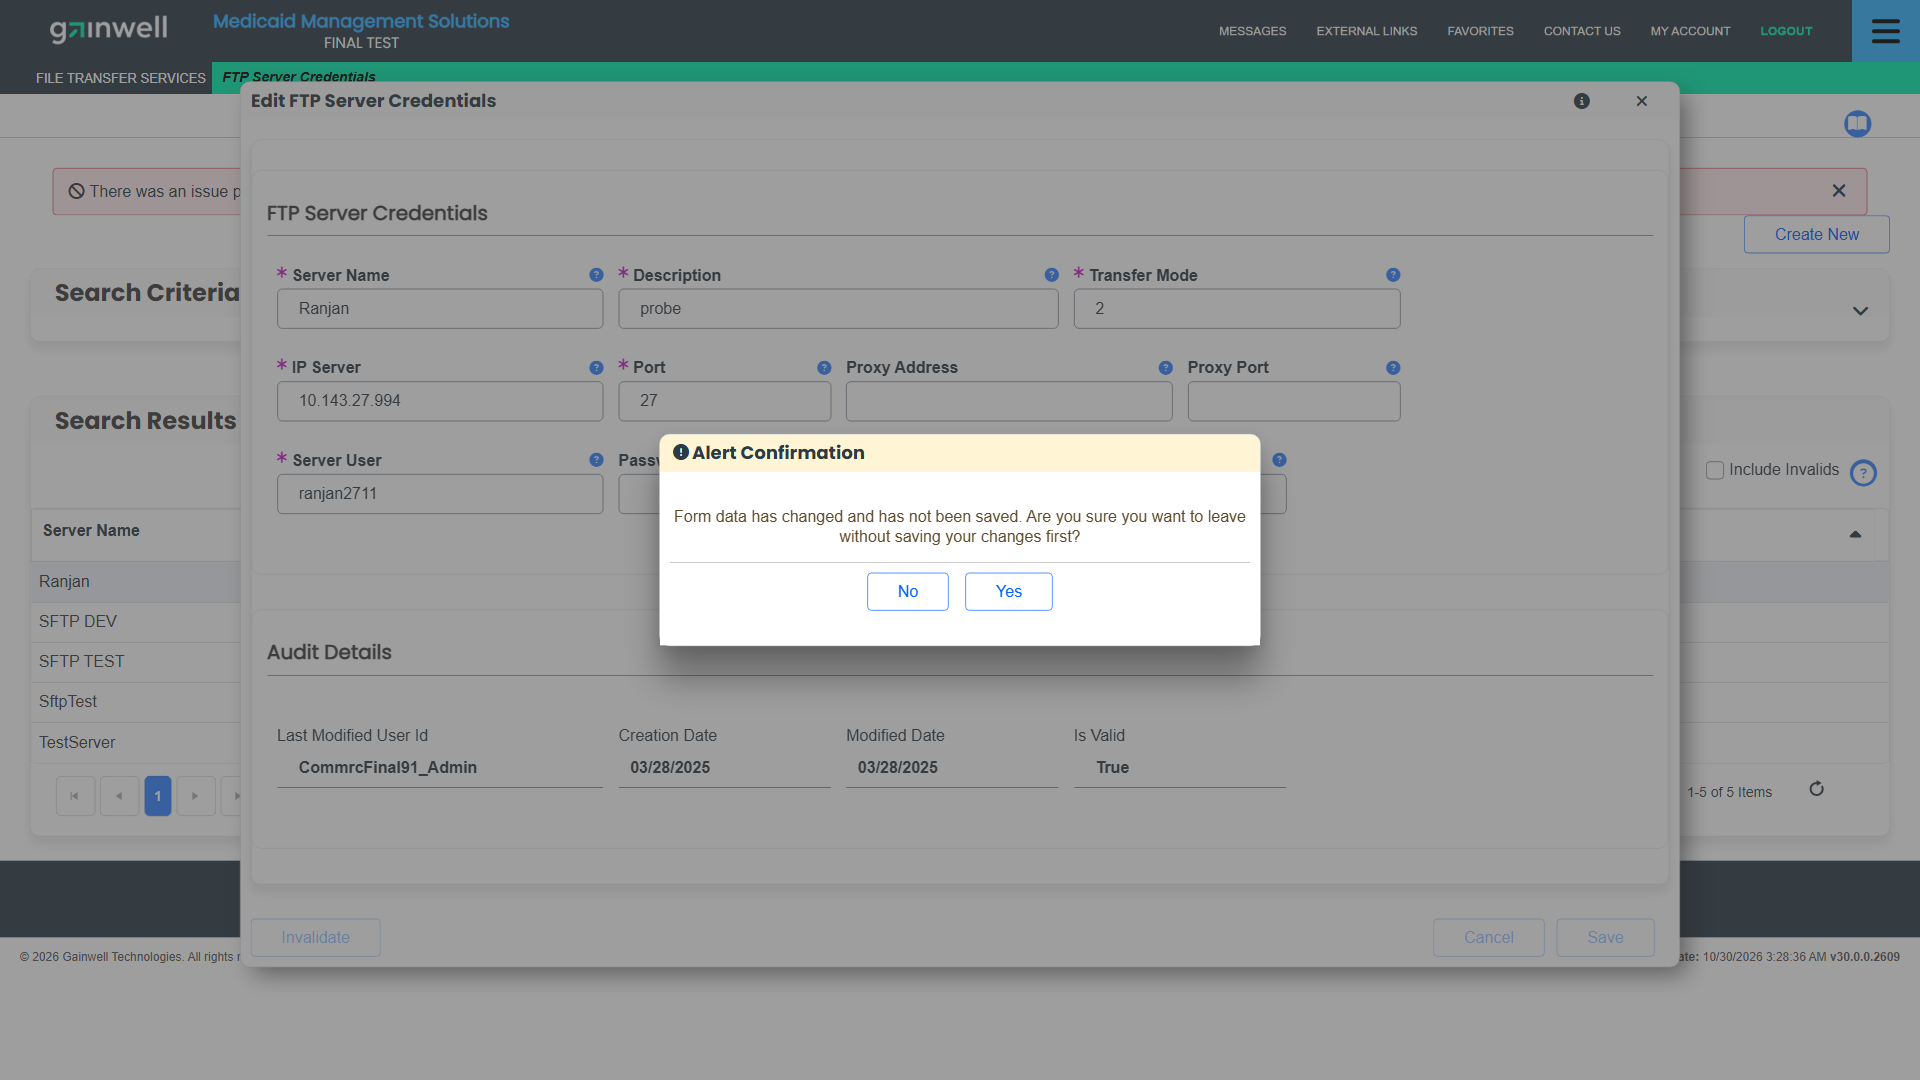 gainwell
Medicaid Management Solutions
FINAL TEST
MESSAGES
EXTERNAL LINKS
FAVORITES
CONTACT US
MY ACCOUNT
LOGOUT
FILE TRANSFER SERVICES
FTP Server Credentials
Edit FTP Server Credentials
There was an issue
Create New
FTP Server Credentials
* Server Name
* Description
* Transfer Mode
Ranjan
probe
2
Search Criteria
* IP Server
* Port
Proxy Address
Proxy Port
10.143.27.994
27
Search Results
* Server User
ranjan2711
Alert Confirmation
Form data has changed and has not been saved. Are you sure you want to leave
without saving your changes first?
No
Yes
Include Invalids
Server Name
Ranjan
SFTP DEV
SFTP TEST
SftpTest
TestServer
1
1-5 of 5 Items
Audit Details
Last Modified User Id
Creation Date
Modified Date
Is Valid
CommrcFinal91_Admin
03/28/2025
03/28/2025
True
Invalidate
Cancel
Save
© 2026 Gainwell Technologies. All rights
10/30/2026 3:28:36 AM v30.0.0.2609